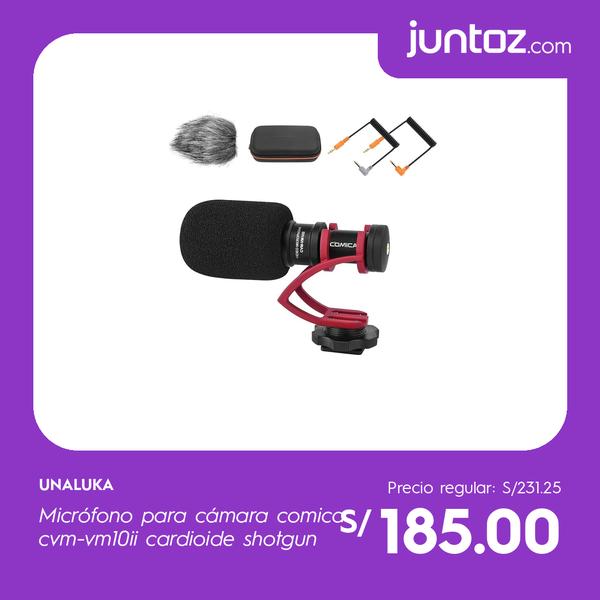 juntoz.com
COMICA
UNALUKA
Precio regular: S/231.25
Micrófono para cámara comica
cvm-vm10ii cardioide shotgun
S/185.00